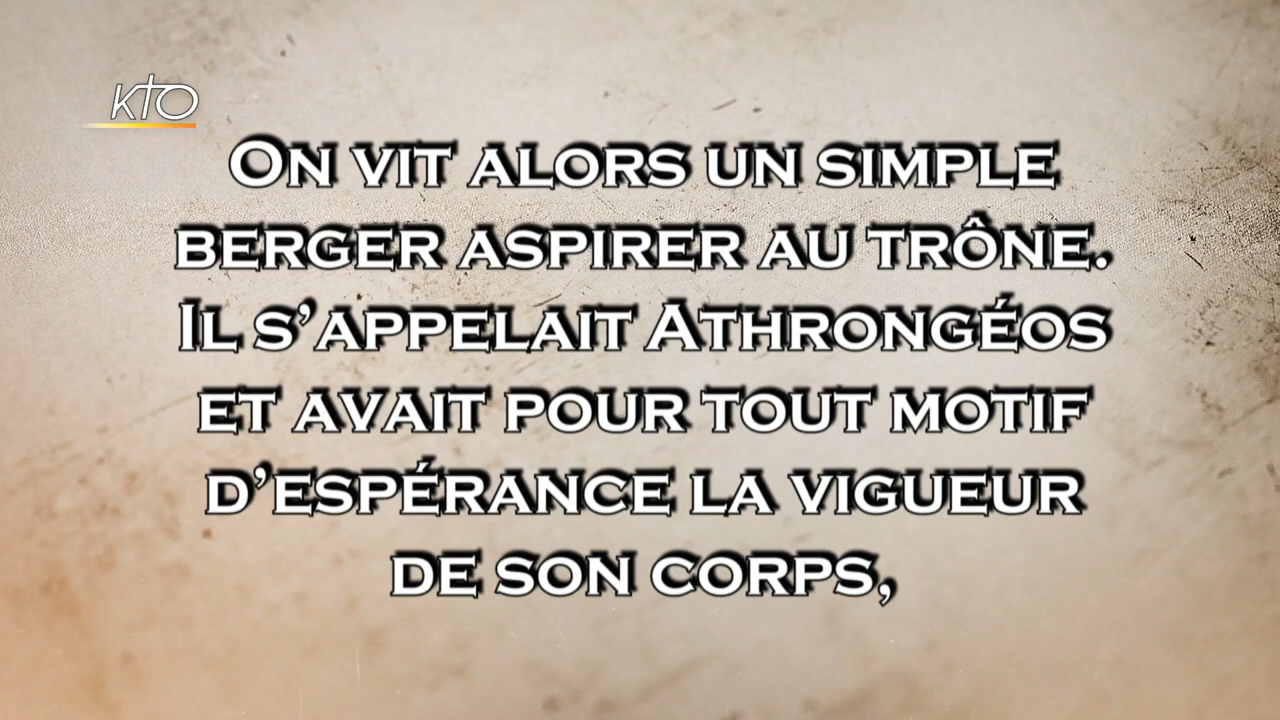 KTO
On vit alors un simple
berger aspirer au trône.
Il s'appelait Athrongéos
et avait pour tout motif
d'espérance la vigueur
de son corps,